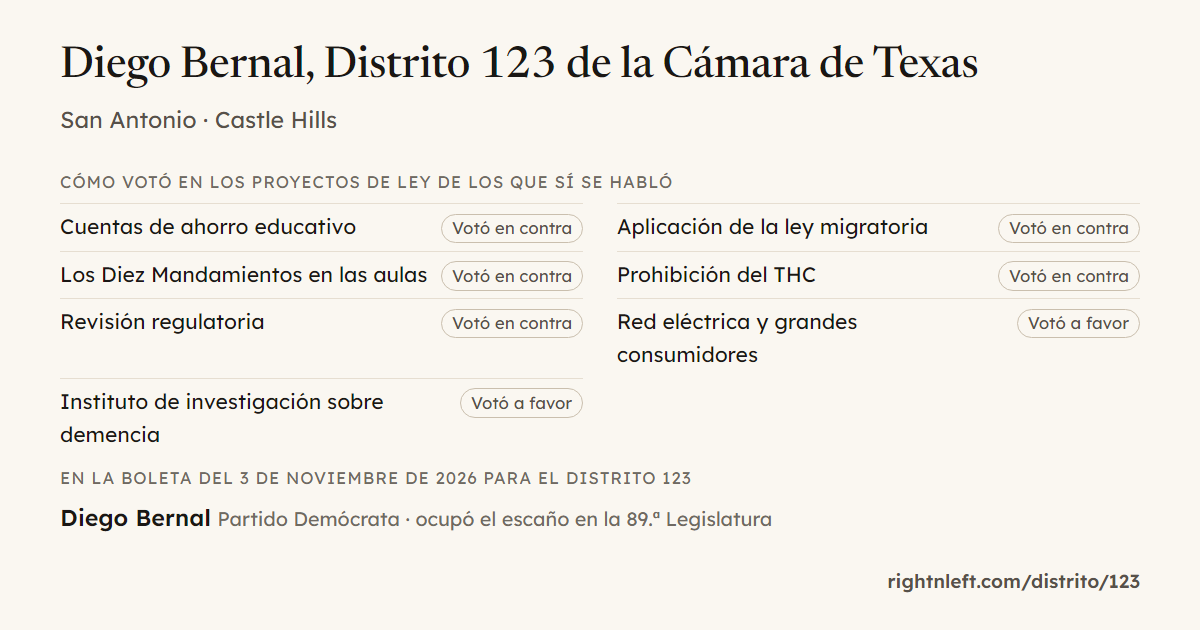 Diego Bernal, Distrito 123 de la Cámara de Texas
San Antonio · Castle Hills
CÓMO VOTÓ EN LOS PROYECTOS DE LEY DE LOS QUE SÍ SE HABLÓ
Cuentas de ahorro educativo Votó en contra
Aplicación de la ley migratoria Votó en contra
Los Diez Mandamientos en las aulas Votó en contra
Prohibición del THC Votó en contra
Revisión regulatoria Votó en contra
Red eléctrica y grandes Votó a favor
consumidores
Instituto de investigación sobre Votó a favor
demencia
EN LA BOLETA DEL 3 DE NOVIEMBRE DE 2026 PARA EL DISTRITO 123
Diego Bernal Partido Demócrata · ocupó el escaño en la 89.ª Legislatura
rightnleft.com/distrito/123